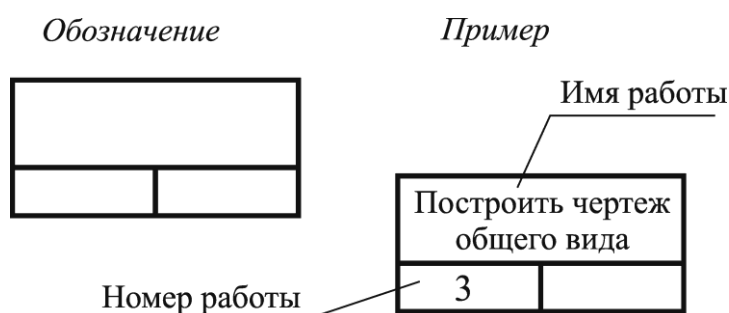 Обозначение
Пример
Имя работы
Построить чертеж
общего вида
3
Номер работы